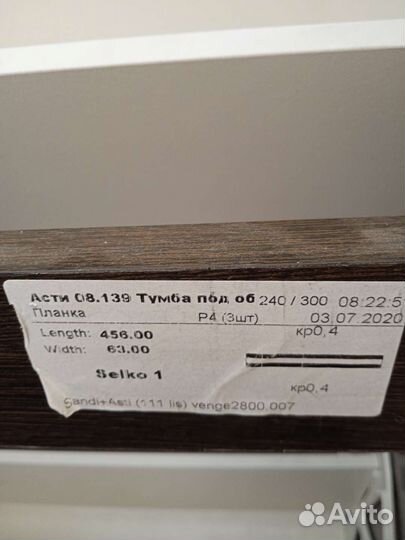 Асти 08.139 Тумба под об 240 / 300 08:22:5
Планка P4 (3шт) 03.07.2020
Length: 456.00 кр0,4
Width: 63.00
Selko 1
кр0,4
Sandi+Asti (111 lis) venge2800.007
Avito